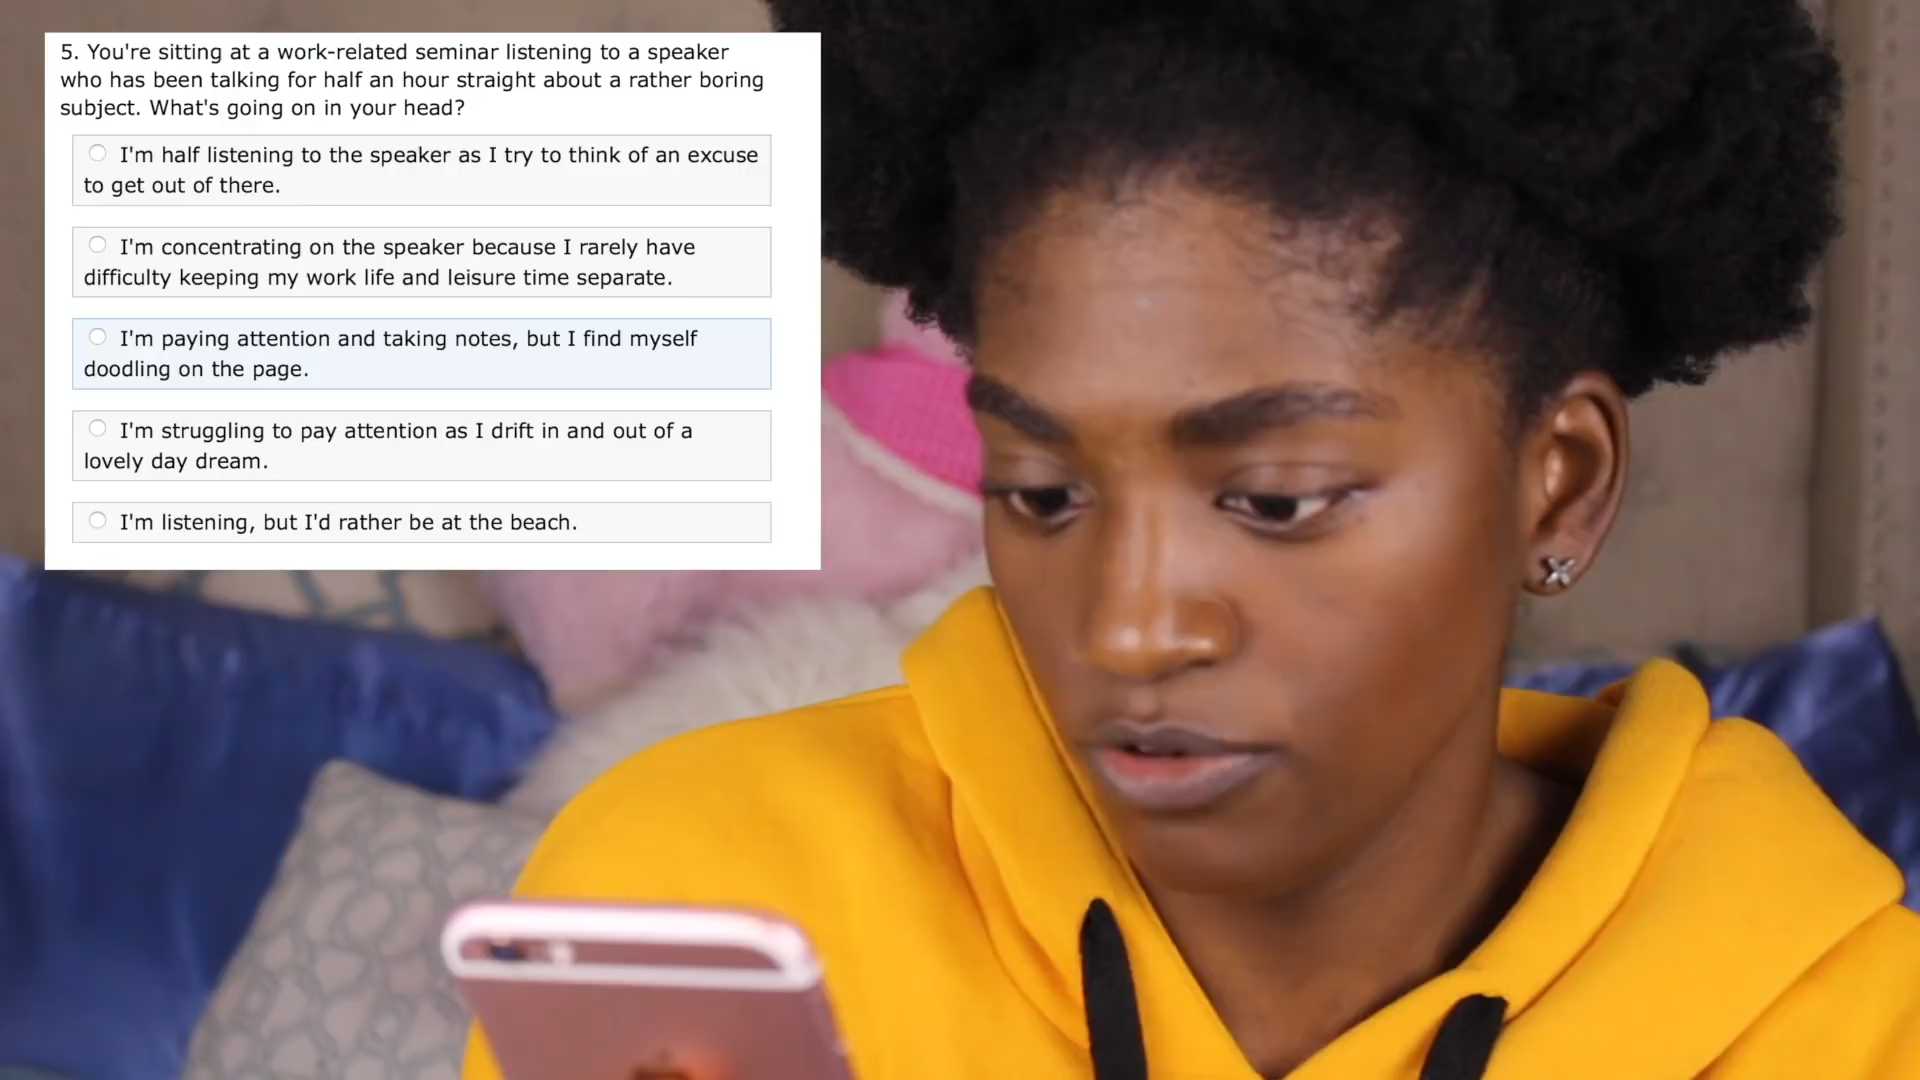 5. You're sitting at a work-related seminar listening to a speaker
who has been talking for half an hour straight about a rather boring
subject. What's going on in your head?
I'm half listening to the speaker as I try to think of an excuse
to get out of there.
I'm concentrating on the speaker because I rarely have
difficulty keeping my work life and leisure time separate.
I'm paying attention and taking notes, but I find myself
doodling on the page.
I'm struggling to pay attention as I drift in and out of a
lovely day dream.
I'm listening, but I'd rather be at the beach.